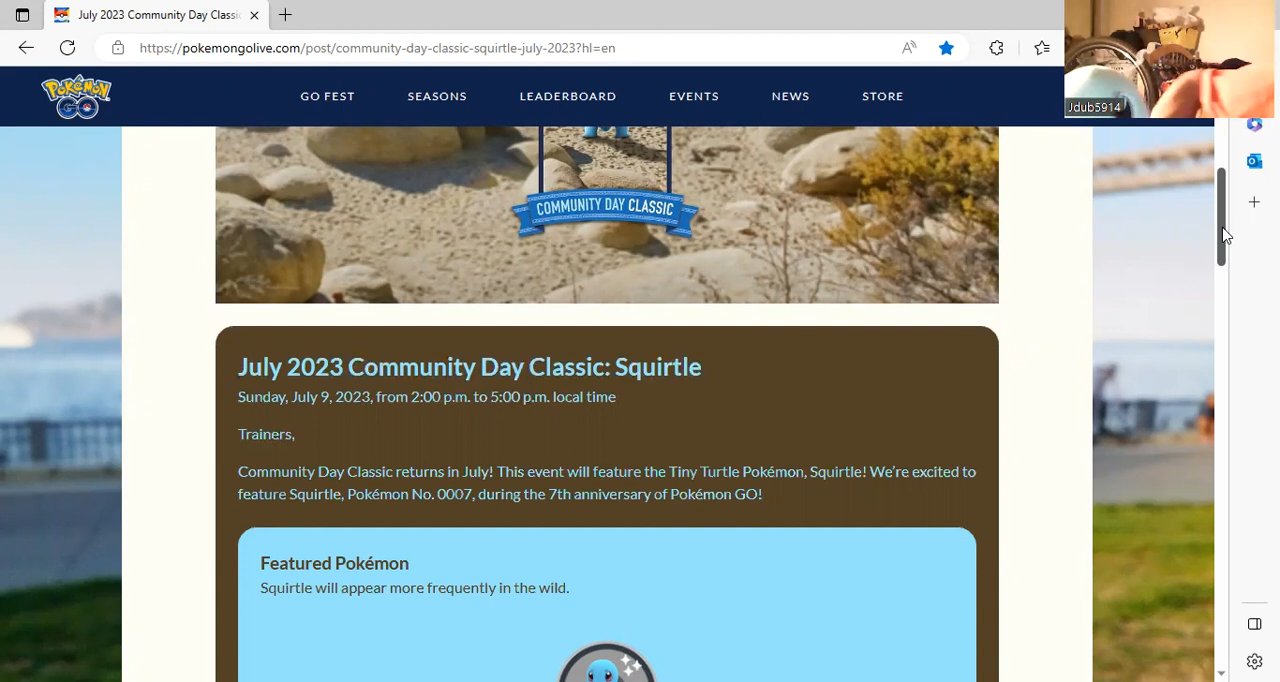 July 2023 Community Day Classic
https://pokemongolive.com/post/community-day-classic-squirtle-july-2023?hl=en
Jdub5914
Pokémon GO
GO FEST
SEASONS
LEADERBOARD
EVENTS
NEWS
STORE
COMMUNITY DAY CLASSIC
July 2023 Community Day Classic: Squirtle
Sunday, July 9, 2023, from 2:00 p.m. to 5:00 p.m. local time
Trainers,
Community Day Classic returns in July! This event will feature the Tiny Turtle Pokémon, Squirtle! We're excited to
feature Squirtle, Pokémon No. 0007, during the 7th anniversary of Pokémon GO!
Featured Pokémon
Squirtle will appear more frequently in the wild.